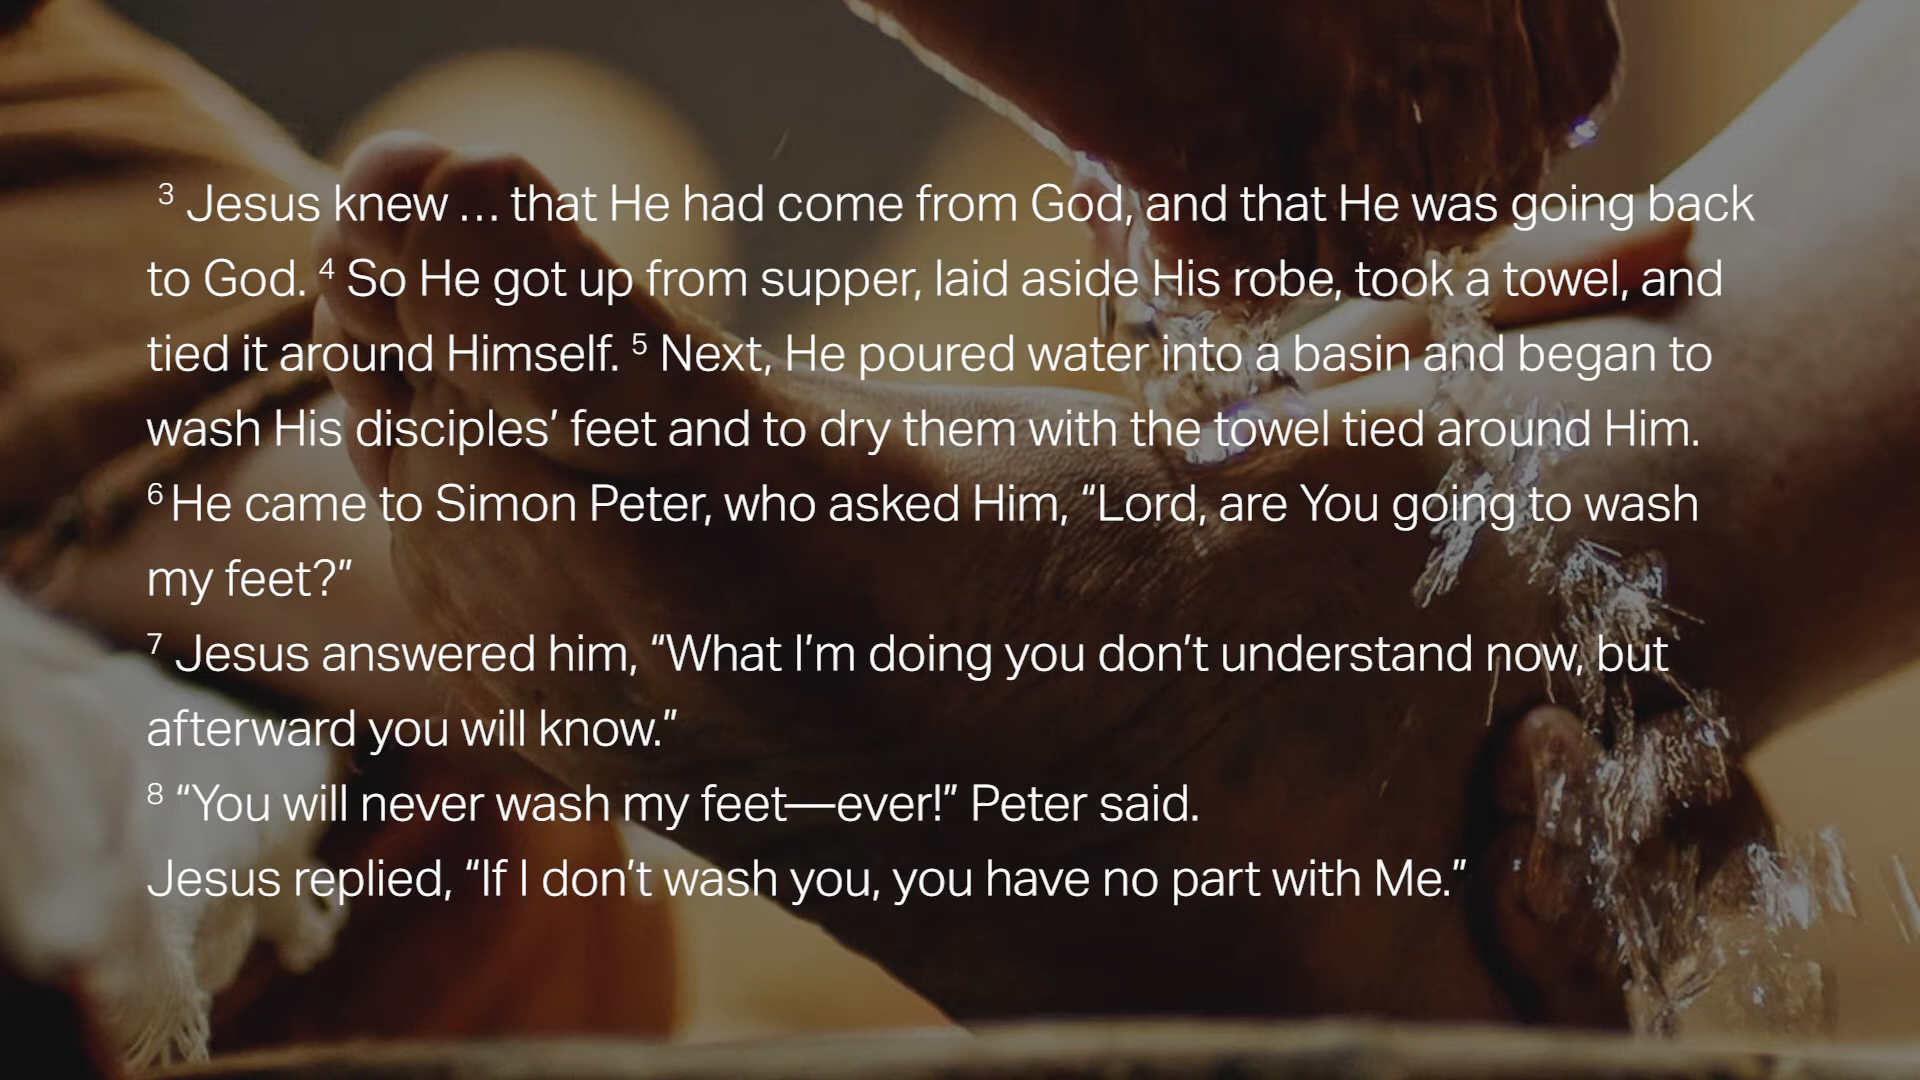 3 Jesus knew … that He had come from God, and that He was going back
to God. 4 So He got up from supper, laid aside His robe, took a towel, and
tied it around Himself. 5 Next, He poured water into a basin and began to
wash His disciples’ feet and to dry them with the towel tied around Him.
6 He came to Simon Peter, who asked Him, “Lord, are You going to wash
my feet?”
7 Jesus answered him, “What I’m doing you don’t understand now, but
afterward you will know.”
8 “You will never wash my feet—ever!” Peter said.
Jesus replied, “If I don’t wash you, you have no part with Me.”